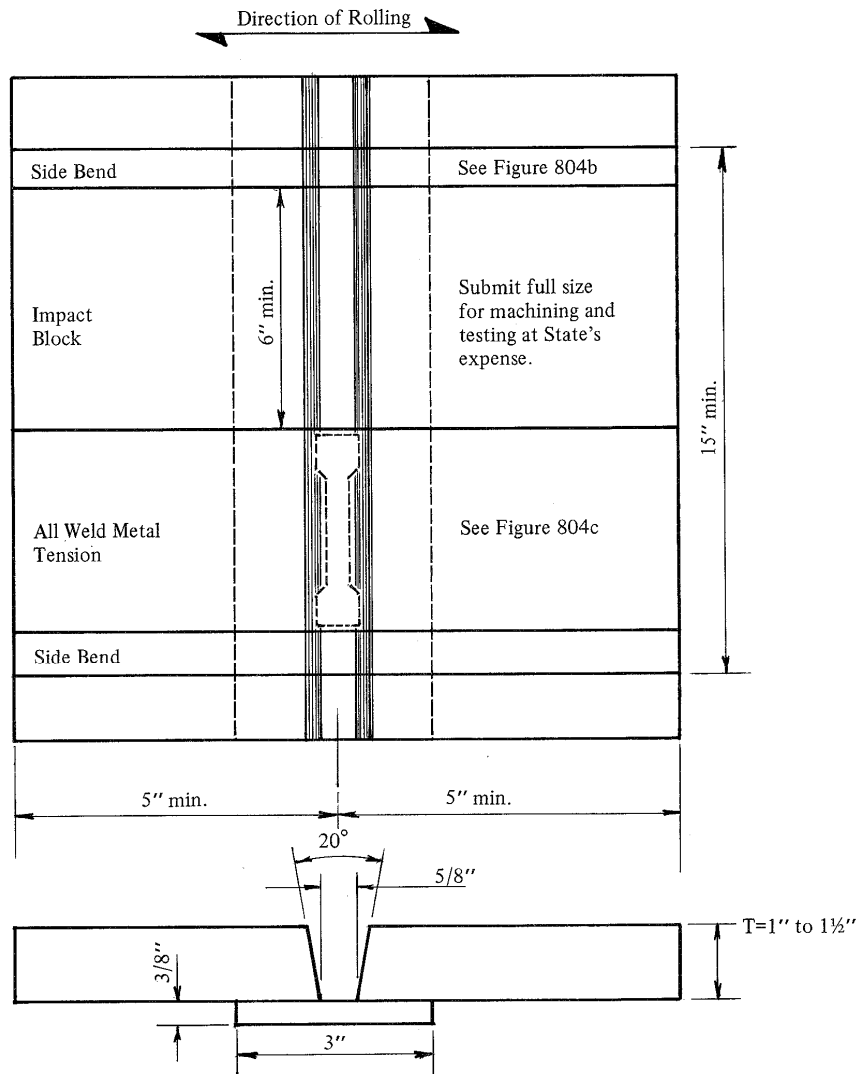 Direction of Rolling
Side Bend
See Figure 804b
6″ min.
Impact
Block
Submit full size
for machining and
testing at State's
expense.
15″ min.
All Weld Metal
Tension
See Figure 804c
Side Bend
5″ min.
5″ min.
20°
5/8″
T=1″ to 1½″
3/8″
3″